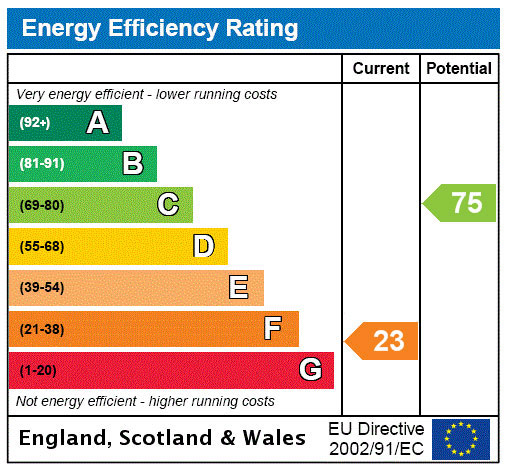 Energy Efficiency Rating
Current Potential
Very energy efficient - lower running costs
(92+) A
(81-91) B
(69-80) C
75
(55-68) D
(39-54) E
(21-38) F
23
(1-20) G
Not energy efficient - higher running costs
England, Scotland & Wales
EU Directive
2002/91/EC